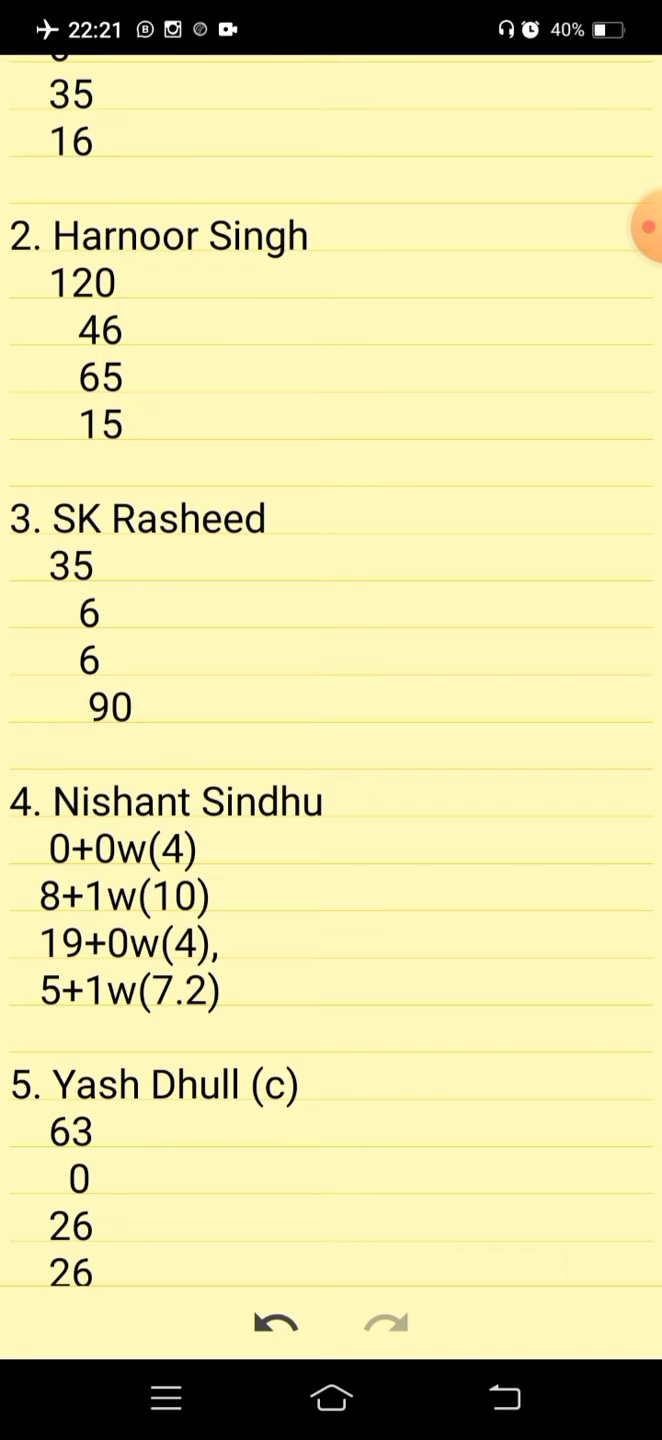 22:21 40%
35
16
2. Harnoor Singh
120
46
65
15
3. SK Rasheed
35
6
6
90
4. Nishant Sindhu
0+0w(4)
8+1w(10)
19+0w(4),
5+1w(7.2)
5. Yash Dhull (c)
63
0
26
26